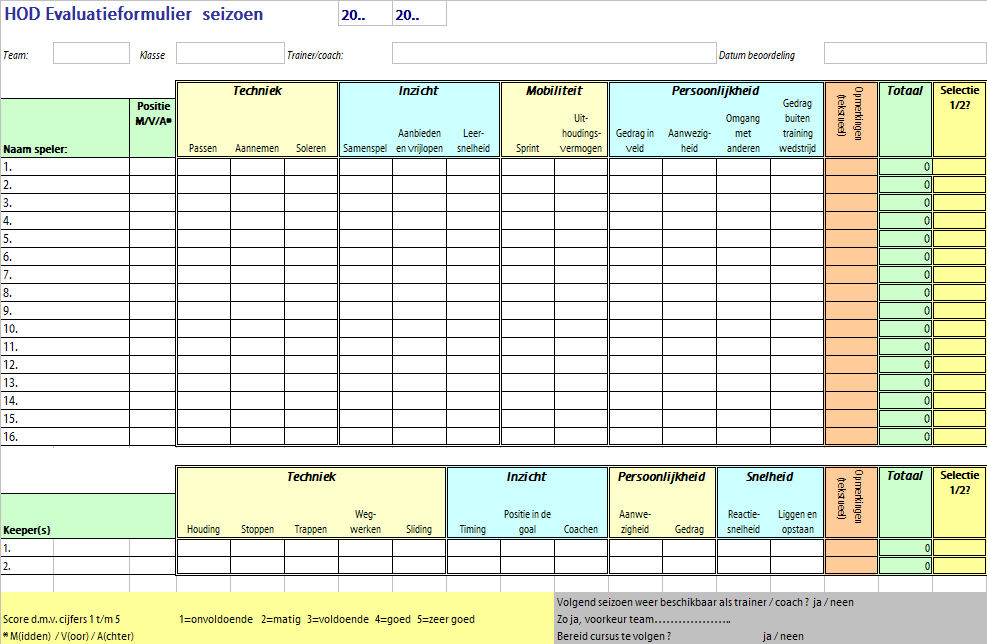 HOD Evaluatieformulier seizoen 20.. 20..
Team: Klasse Trainer/coach: Datum beoordeling
Techniek Inzicht Mobiliteit Persoonlijkheid Opmerkingen (tekstueel) Totaal Selectie 1/2?
Naam speler: Positie M/V/A* Passen Aannemen Soleren Samenspel Aanbieden en vrijlopen Leer-snelheid Sprint Uit-houdings-vermogen Gedrag in veld Aanwezig-heid Omgang met anderen Gedrag buiten training wedstrijd
1. 0
2. 0
3. 0
4. 0
5. 0
6. 0
7. 0
8. 0
9. 0
10. 0
11. 0
12. 0
13. 0
14. 0
15. 0
16. 0
Techniek Inzicht Persoonlijkheid Snelheid Opmerkingen (tekstueel) Totaal Selectie 1/2?
Keeper(s) Houding Stoppen Trappen Weg-werken Sliding Timing Positie in de goal Coachen Aanwe-zigheid Gedrag Reactie-snelheid Liggen en opstaan
1. 0
2. 0
Score d.m.v. cijfers 1 t/m 5 1=onvoldoende 2=matig 3=voldoende 4=goed 5=zeer goed
* M(idden) / V(oor) / A(chter)
Volgend seizoen weer beschikbaar als trainer / coach ? ja / neen
Zo ja, voorkeur team........................
Bereid cursus te volgen ? ja / neen